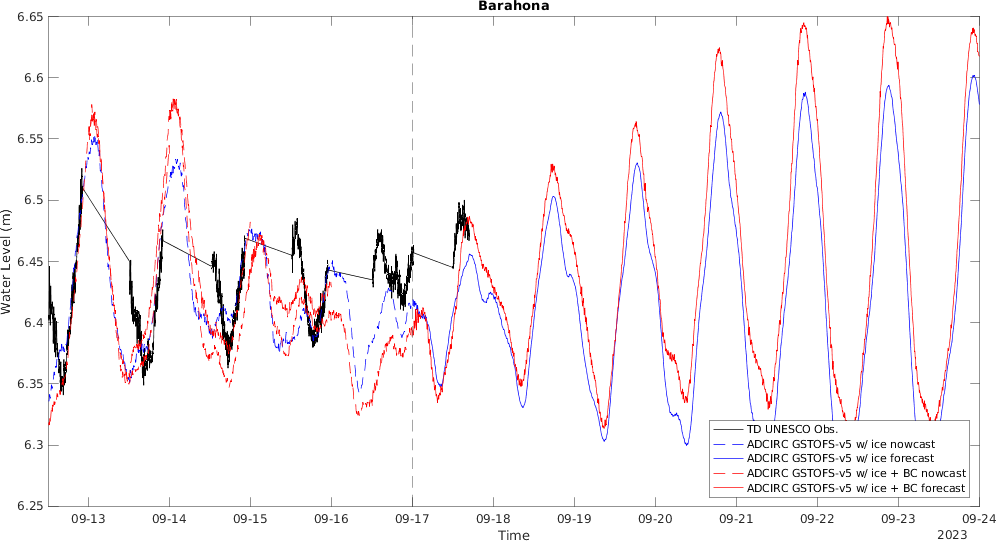 Barahona
Water Level (m)
6.65
6.6
6.55
6.5
6.45
6.4
6.35
6.3
6.25
TD UNESCO Obs.
ADCIRC GSTOFS-v5 w/ ice nowcast
ADCIRC GSTOFS-v5 w/ ice forecast
ADCIRC GSTOFS-v5 w/ ice + BC nowcast
ADCIRC GSTOFS-v5 w/ ice + BC forecast
09-13 09-14 09-15 09-16 09-17 09-18 09-19 09-20 09-21 09-22 09-23 09-24
Time
2023